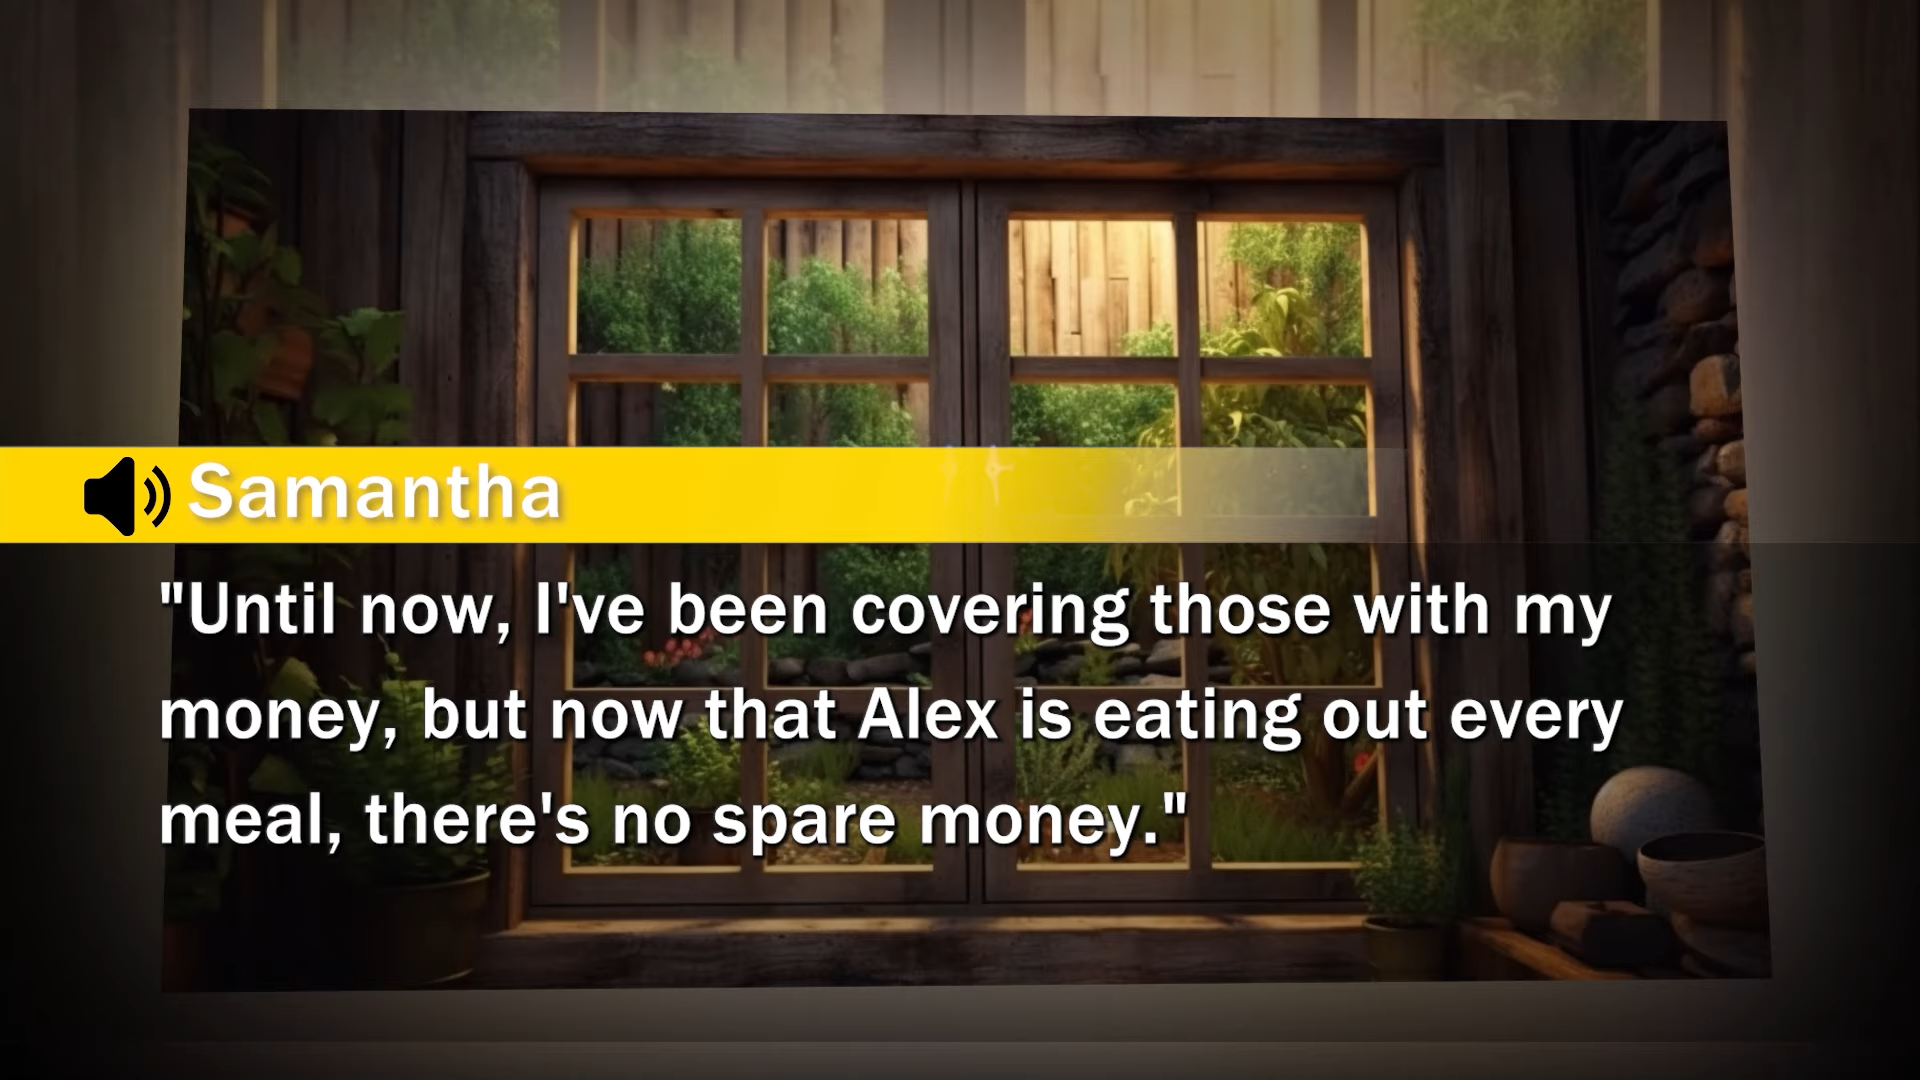 Samantha
"Until now, I've been covering those with my
money, but now that Alex is eating out every
meal, there's no spare money."